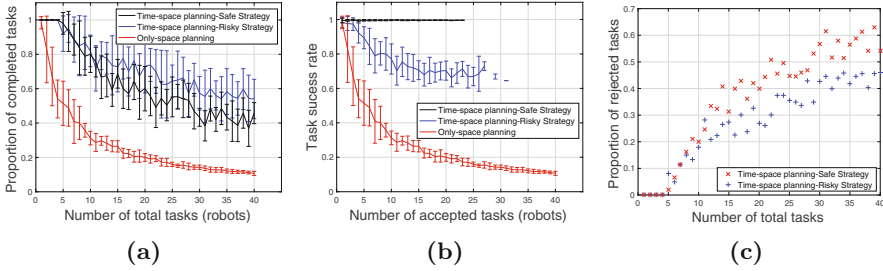 Proportion of completed tasks
1
0.8
0.6
0.4
0.2
0
0 5 10 15 20 25 30 35 40 45
Time-space planning-Safe Strategy
Time-space planning-Risky Strategy
Only-space planning
Number of total tasks (robots)
(a)
Task success rate
1
0.8
0.6
0.4
0.2
0
0 5 10 15 20 25 30 35 40 45
Time-space planning-Safe Strategy
Time-space planning-Risky Strategy
Only-space planning
Number of accepted tasks (robots)
(b)
Proportion of rejected tasks
0.7
0.6
0.5
0.4
0.3
0.2
0.1
0
0 5 10 15 20 25 30 35 40
Time-space planning-Safe Strategy
Time-space planning-Risky Strategy
Number of total tasks
(c)